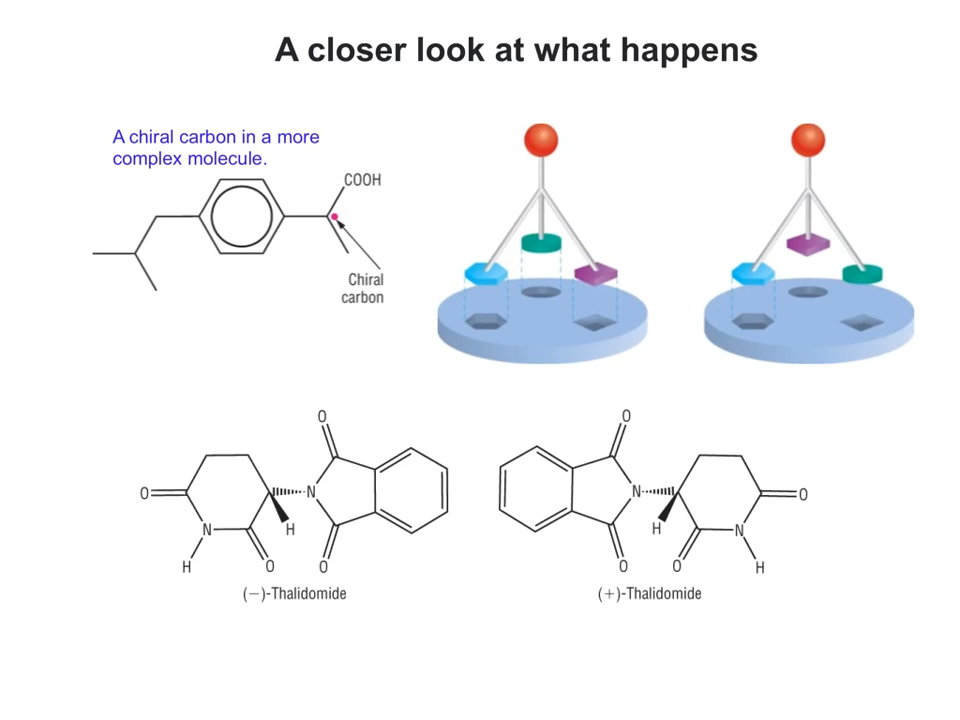 A closer look at what happens
A chiral carbon in a more
complex molecule.
COOH
Chiral
carbon
O
O
N
H
N
H
O
O
(−)-Thalidomide
O
N
H
O
O
N
H
O
(+)-Thalidomide